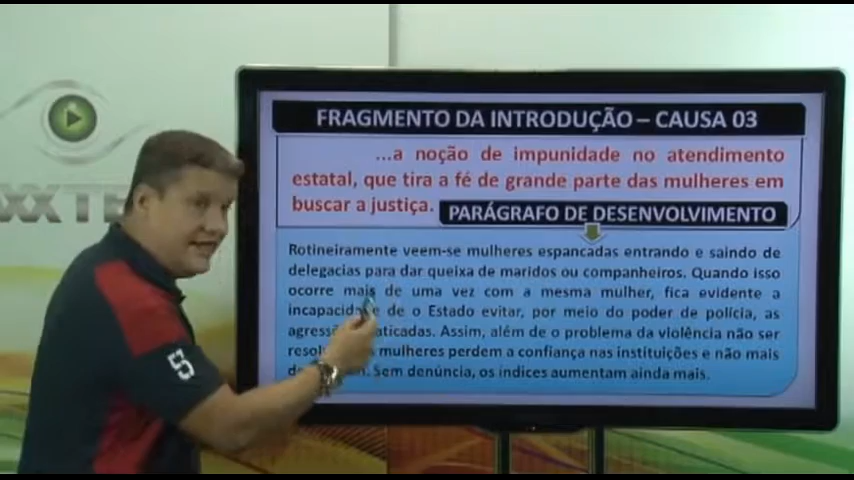 FRAGMENTO DA INTRODUÇÃO – CAUSA 03
...a noção de impunidade no atendimento
estatal, que tira a fé de grande parte das mulheres em
buscar a justiça.
PARÁGRAFO DE DESENVOLVIMENTO
Rotineiramente veem-se mulheres espancadas entrando e saindo de
delegacias para dar queixa de maridos ou companheiros. Quando isso
ocorre mais de uma vez com a mesma mulher, fica evidente a
incapacidade o Estado evitar, por meio do poder de polícia, as
Assim, além de o problema da violência não ser
mulheres perdem a confiança nas instituições e não mais
Sem denúncia, os índices aumentam ainda mais.
53